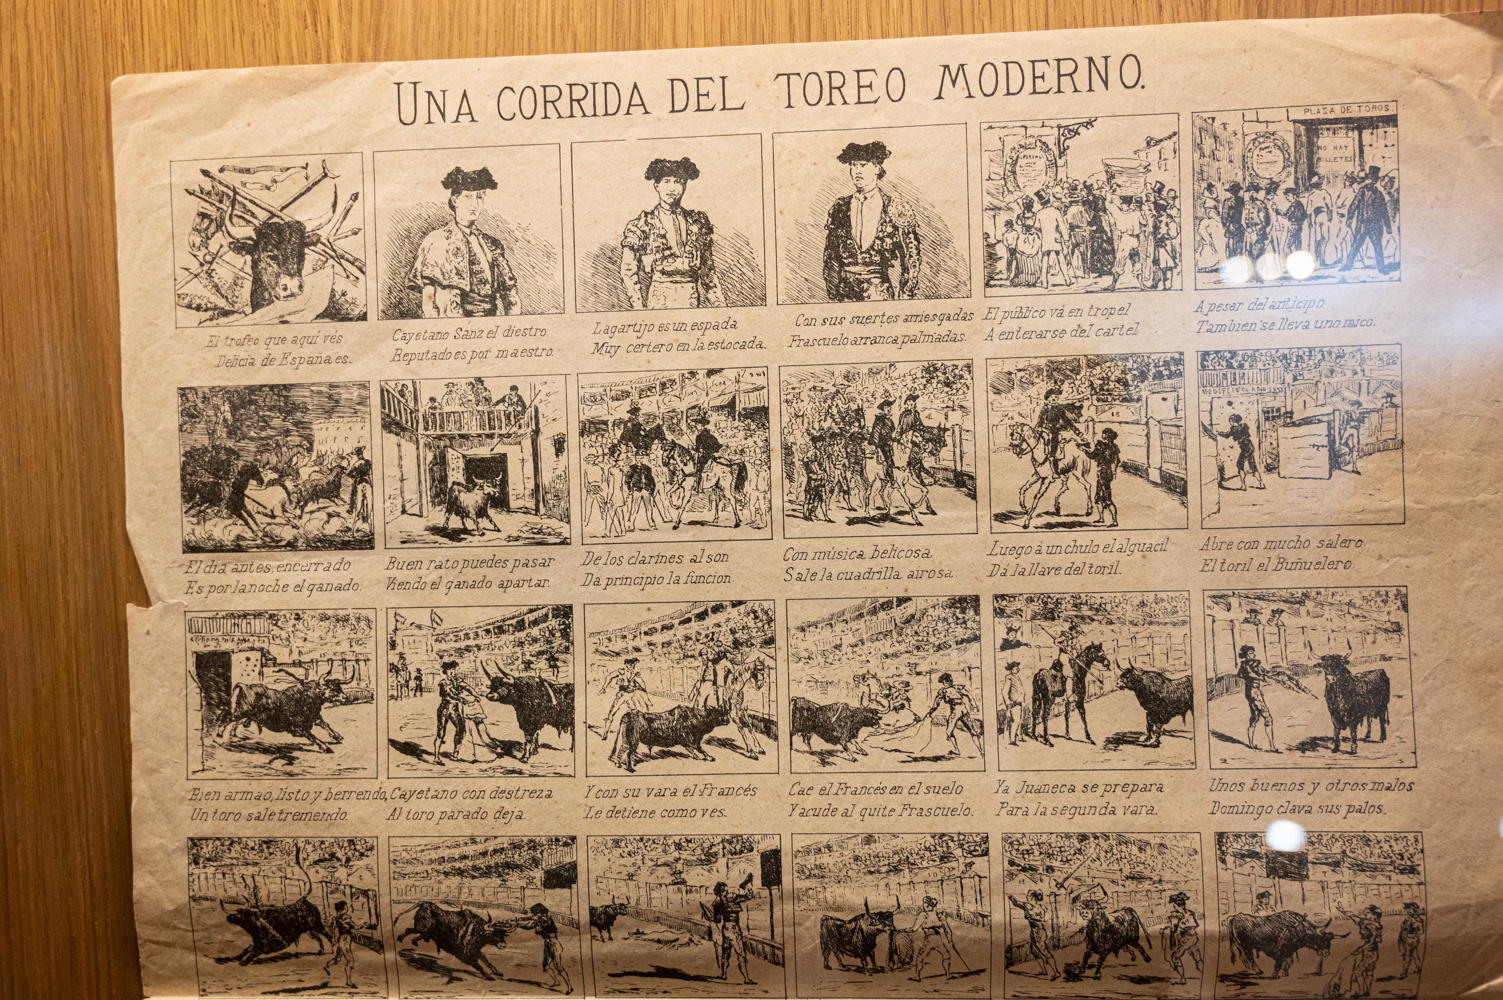 UNA CORRIDA DEL TOREO MODERNO.
PLAZA DE TOROS.
NO HAY
BILLETES
El trofeo que aquí vés
Delicia de España es.
Cayetano Sanz el diestro
Reputado es por maestro.
Lagartijo es un espada
Muy certero en la estocada.
Con sus suertes arriesgadas
Frascuelo arranca palmadas.
El público vá en tropel
A enterarse del cartel
A pesar del anticipo
Tambien se lleva uno mico.
El dia antes, encerrado
Es por la noche el ganado.
Buen rato puedes pasar
Viendo el ganado apartar.
De los clarines al son
Da principio la funcion.
Con música belicosa
Sale la cuadrilla airosa.
Luego á un chulo el alguacil
Dá la llave del toril.
Abre con mucho salero
El toril el Buñuelero.
Bien armao, listo y berrendo,
Un toro sale tremendo.
Cayetano con destreza
Al toro parado deja.
Y con su vara el Francés
Le detiene como ves.
Cae el Francés en el suelo
Y acude al quite Frascuelo.
Ya Juaneca se prepara
Para la segunda vara.
Unos buenos y otros malos
Domingo clava sus palos.